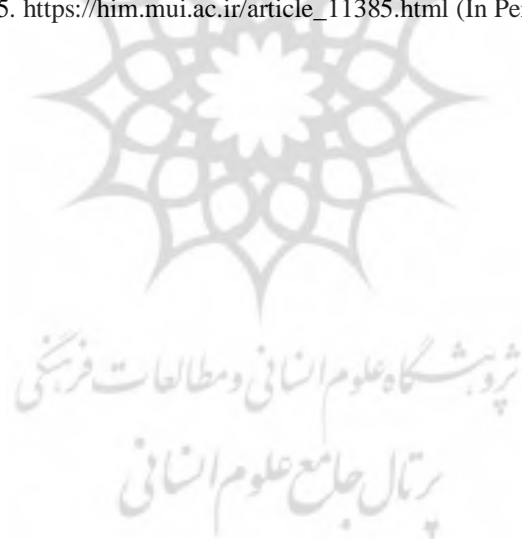 5. https://him.mui.ac.ir/article_11385.html (In Pe
پژوهشگاه علوم انسانی و مطالعات فرهنگی
پرتال جامع علوم انسانی